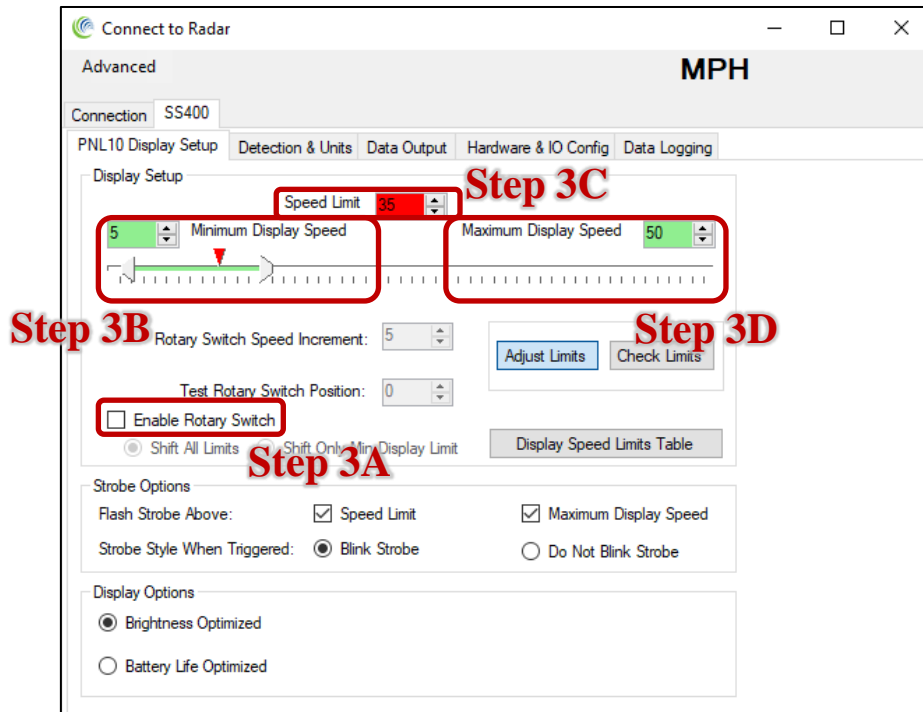 Connect to Radar
Advanced MPH
Connection SS400
PNL10 Display Setup Detection & Units Data Output Hardware & IO Config Data Logging
Display Setup
Step 3C
Speed Limit 35
5 Minimum Display Speed Maximum Display Speed 50
Step 3B Step 3D
Rotary Switch Speed Increment: 5
Adjust Limits Check Limits
Test Rotary Switch Position: 0
Enable Rotary Switch
Shift All Limits Shift Only Min Display Limit Display Speed Limits Table
Step 3A
Strobe Options
Flash Strobe Above: Speed Limit Maximum Display Speed
Strobe Style When Triggered: Blink Strobe Do Not Blink Strobe
Display Options
Brightness Optimized
Battery Life Optimized